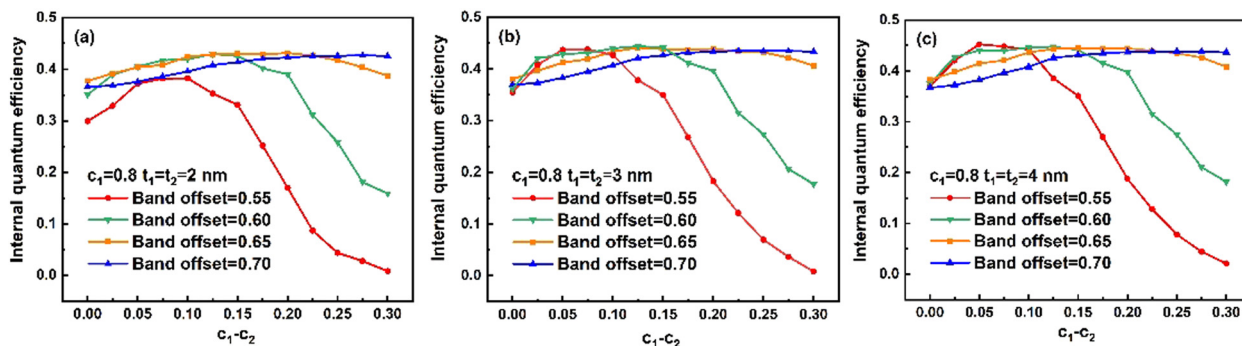 (a)
Internal quantum efficiency
0.5
0.4
0.3
0.2
0.1
0.0
c₁=0.8 t₁=t₂=2 nm
Band offset=0.55
Band offset=0.60
Band offset=0.65
Band offset=0.70
0.00 0.05 0.10 0.15 0.20 0.25 0.30
c₁-c₂
(b)
Internal quantum efficiency
0.5
0.4
0.3
0.2
0.1
0.0
c₁=0.8 t₁=t₂=3 nm
Band offset=0.55
Band offset=0.60
Band offset=0.65
Band offset=0.70
0.00 0.05 0.10 0.15 0.20 0.25 0.30
c₁-c₂
(c)
Internal quantum efficiency
0.5
0.4
0.3
0.2
0.1
0.0
c₁=0.8 t₁=t₂=4 nm
Band offset=0.55
Band offset=0.60
Band offset=0.65
Band offset=0.70
0.00 0.05 0.10 0.15 0.20 0.25 0.30
c₁-c₂